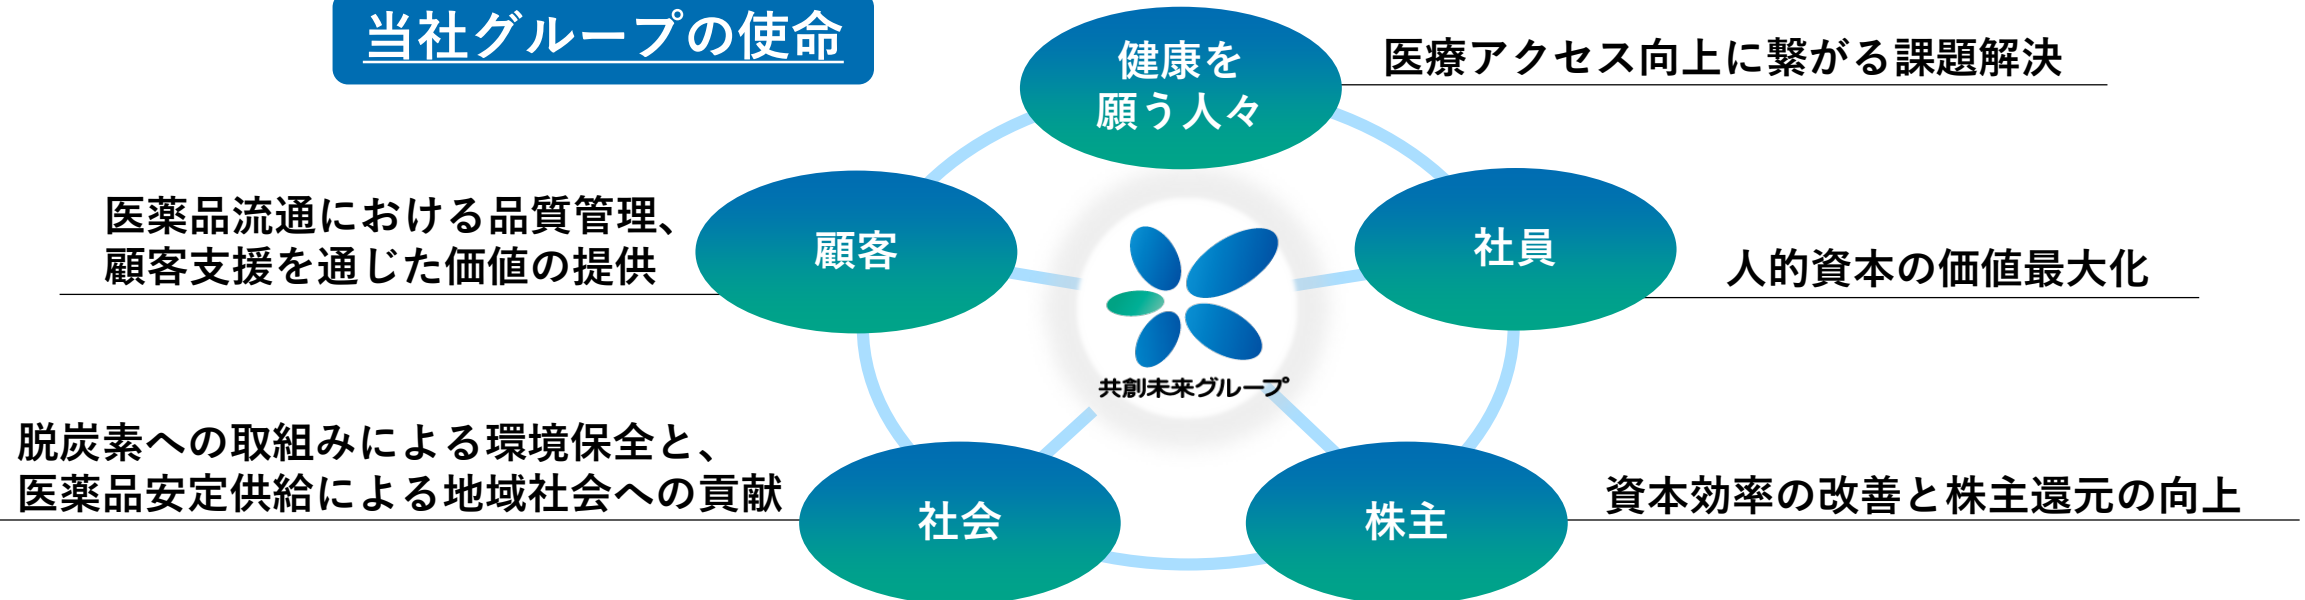 当社グループの使命
健康を
願う人々
医療アクセス向上に繋がる課題解決
医薬品流通における品質管理、
顧客支援を通じた価値の提供
顧客
社員
人的資本の価値最大化
共創未来グループ
脱炭素への取組みによる環境保全と、
医薬品安定供給による地域社会への貢献
社会
株主
資本効率の改善と株主還元の向上